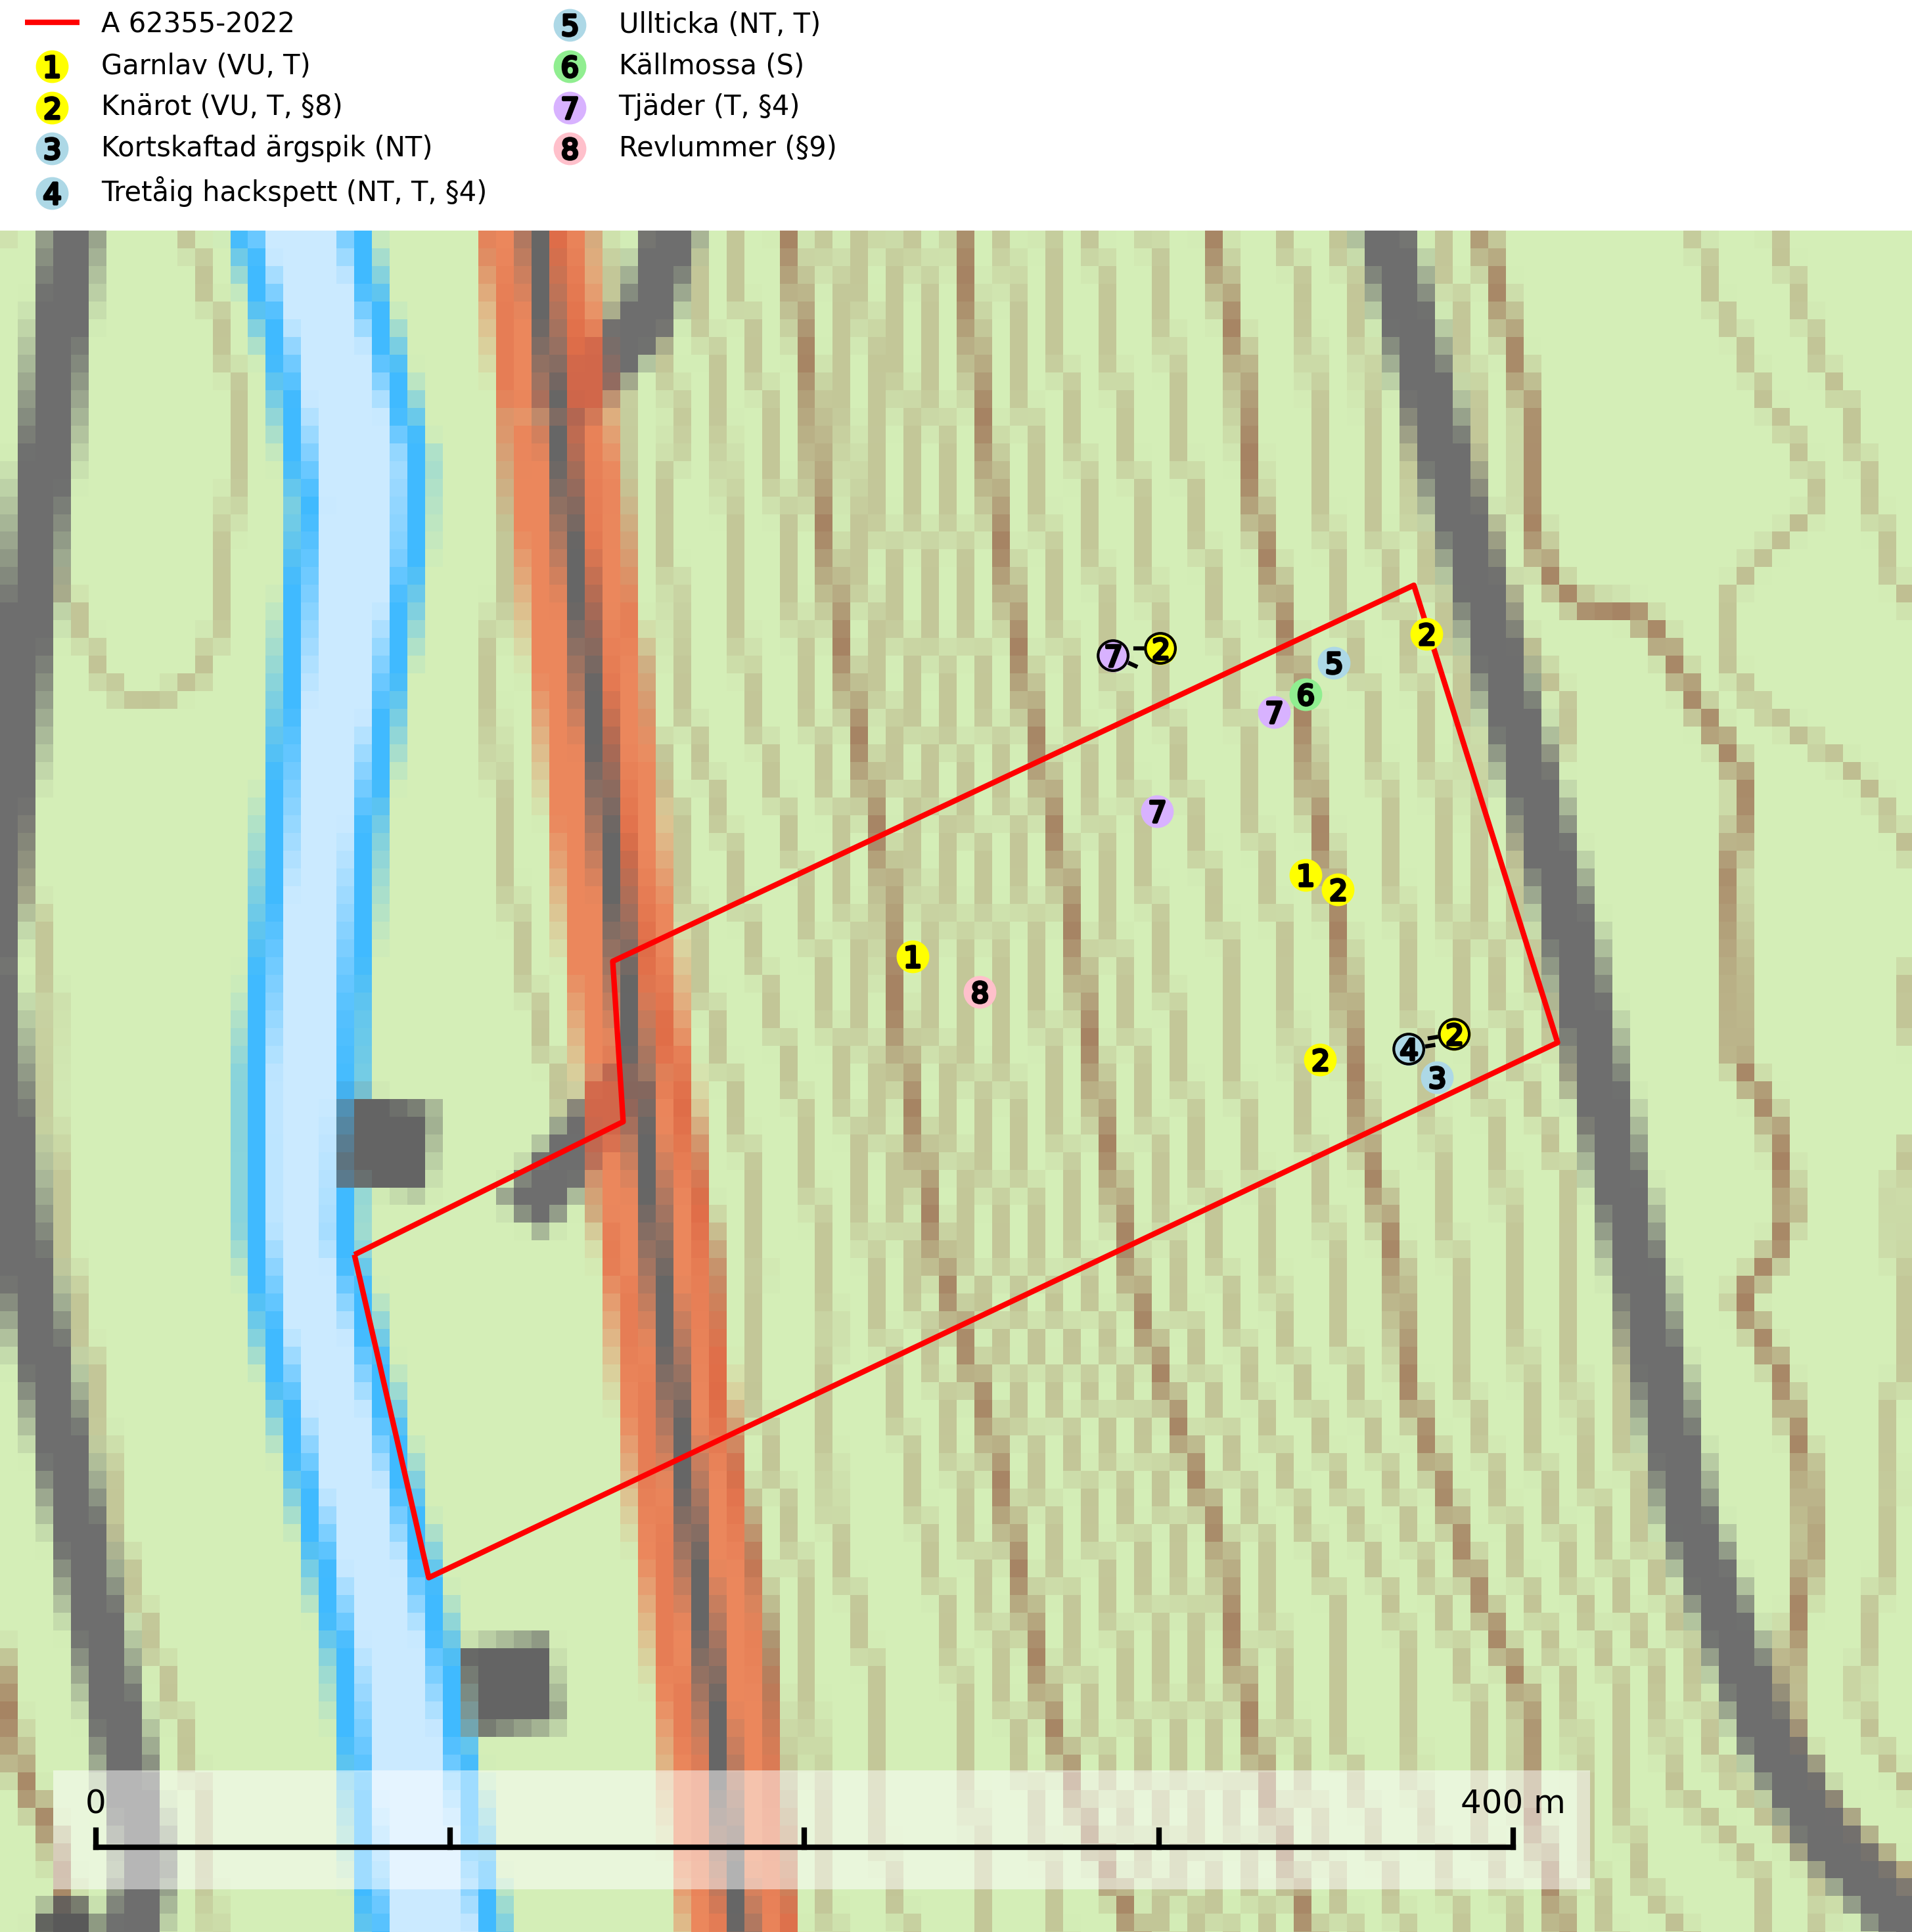 A 62355-2022
1 Garnlav (VU, T)
2 Knärot (VU, T, §8)
3 Kortskaftad ärgspik (NT)
4 Tretåig hackspett (NT, T, §4)
5 Ullticka (NT, T)
6 Källmossa (S)
7 Tjäder (T, §4)
8 Revlummer (§9)
2
7 2
5
6
7
7
1
2
1
8
2
4
2
3
0 400 m